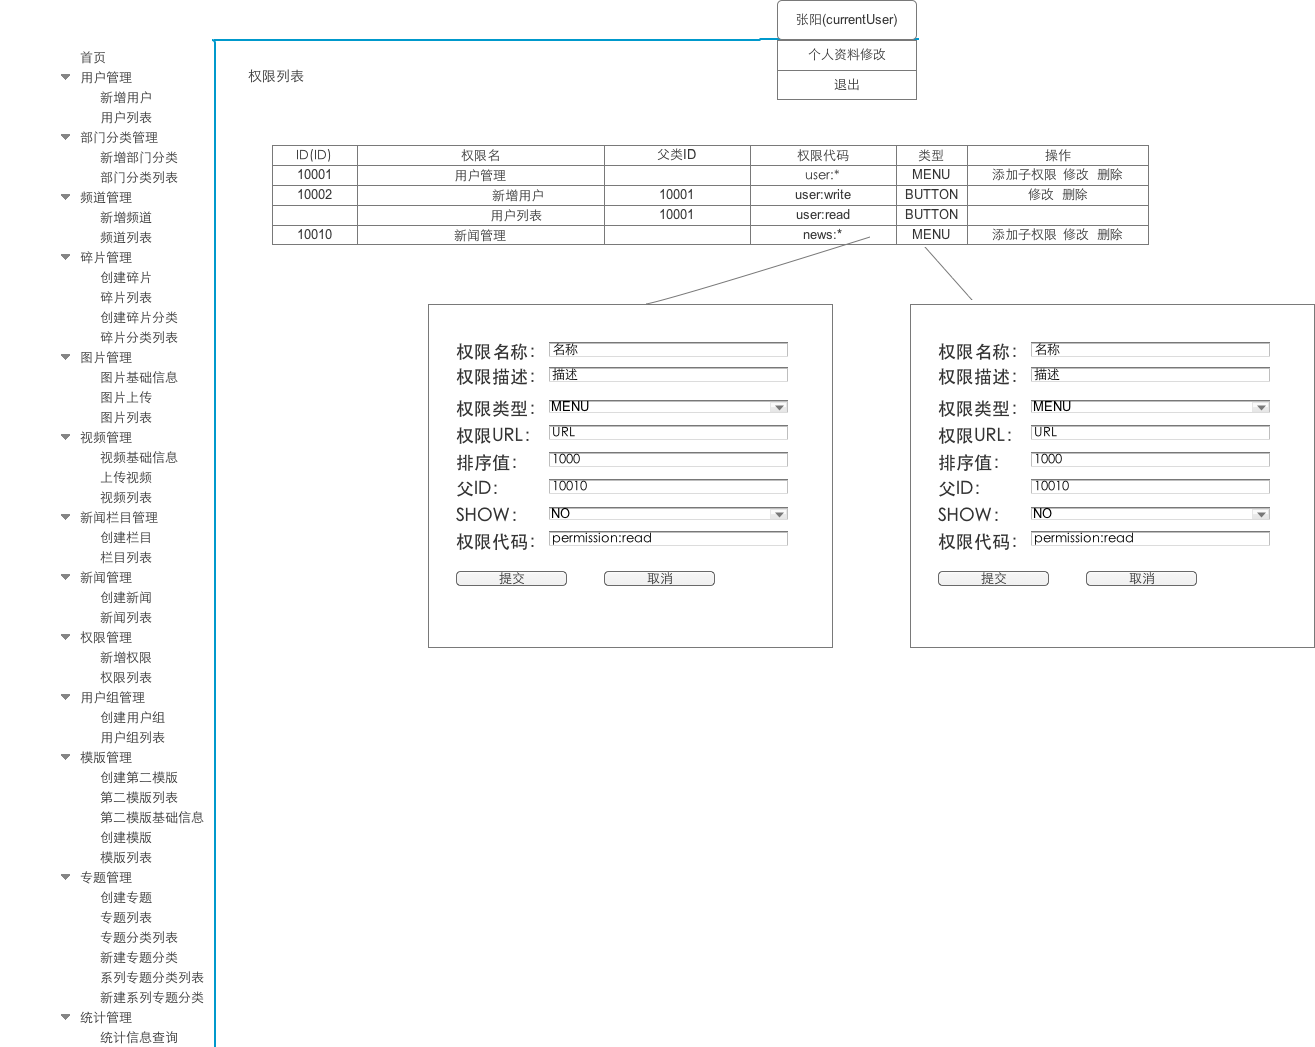 张阳(currentUser)
个人资料修改
退出
首页
用户管理
新增用户
用户列表
部门分类管理
新增部门分类
部门分类列表
频道管理
新增频道
频道列表
碎片管理
创建碎片
碎片列表
创建碎片分类
碎片分类列表
图片管理
图片基础信息
图片上传
图片列表
视频管理
视频基础信息
上传视频
视频列表
新闻栏目管理
创建栏目
栏目列表
新闻管理
创建新闻
新闻列表
权限管理
新增权限
权限列表
用户组管理
创建用户组
用户组列表
模版管理
创建第二模版
第二模版列表
第二模版基础信息
创建模版
模版列表
专题管理
创建专题
专题列表
专题分类列表
新建专题分类
系列专题分类列表
新建系列专题分类
统计管理
统计信息查询
权限列表
ID(ID) 权限名 父类ID 权限代码 类型 操作
10001 用户管理 user:* MENU 添加子权限 修改 删除
10002 新增用户 10001 user:write BUTTON 修改 删除
用户列表 10001 user:read BUTTON
10010 新闻管理 news:* MENU 添加子权限 修改 删除
权限名称： 名称
权限描述： 描述
权限类型： MENU
权限URL： URL
排序值： 1000
父ID： 10010
SHOW： NO
权限代码： permission:read
提交 取消
权限名称： 名称
权限描述： 描述
权限类型： MENU
权限URL： URL
排序值： 1000
父ID： 10010
SHOW： NO
权限代码： permission:read
提交 取消